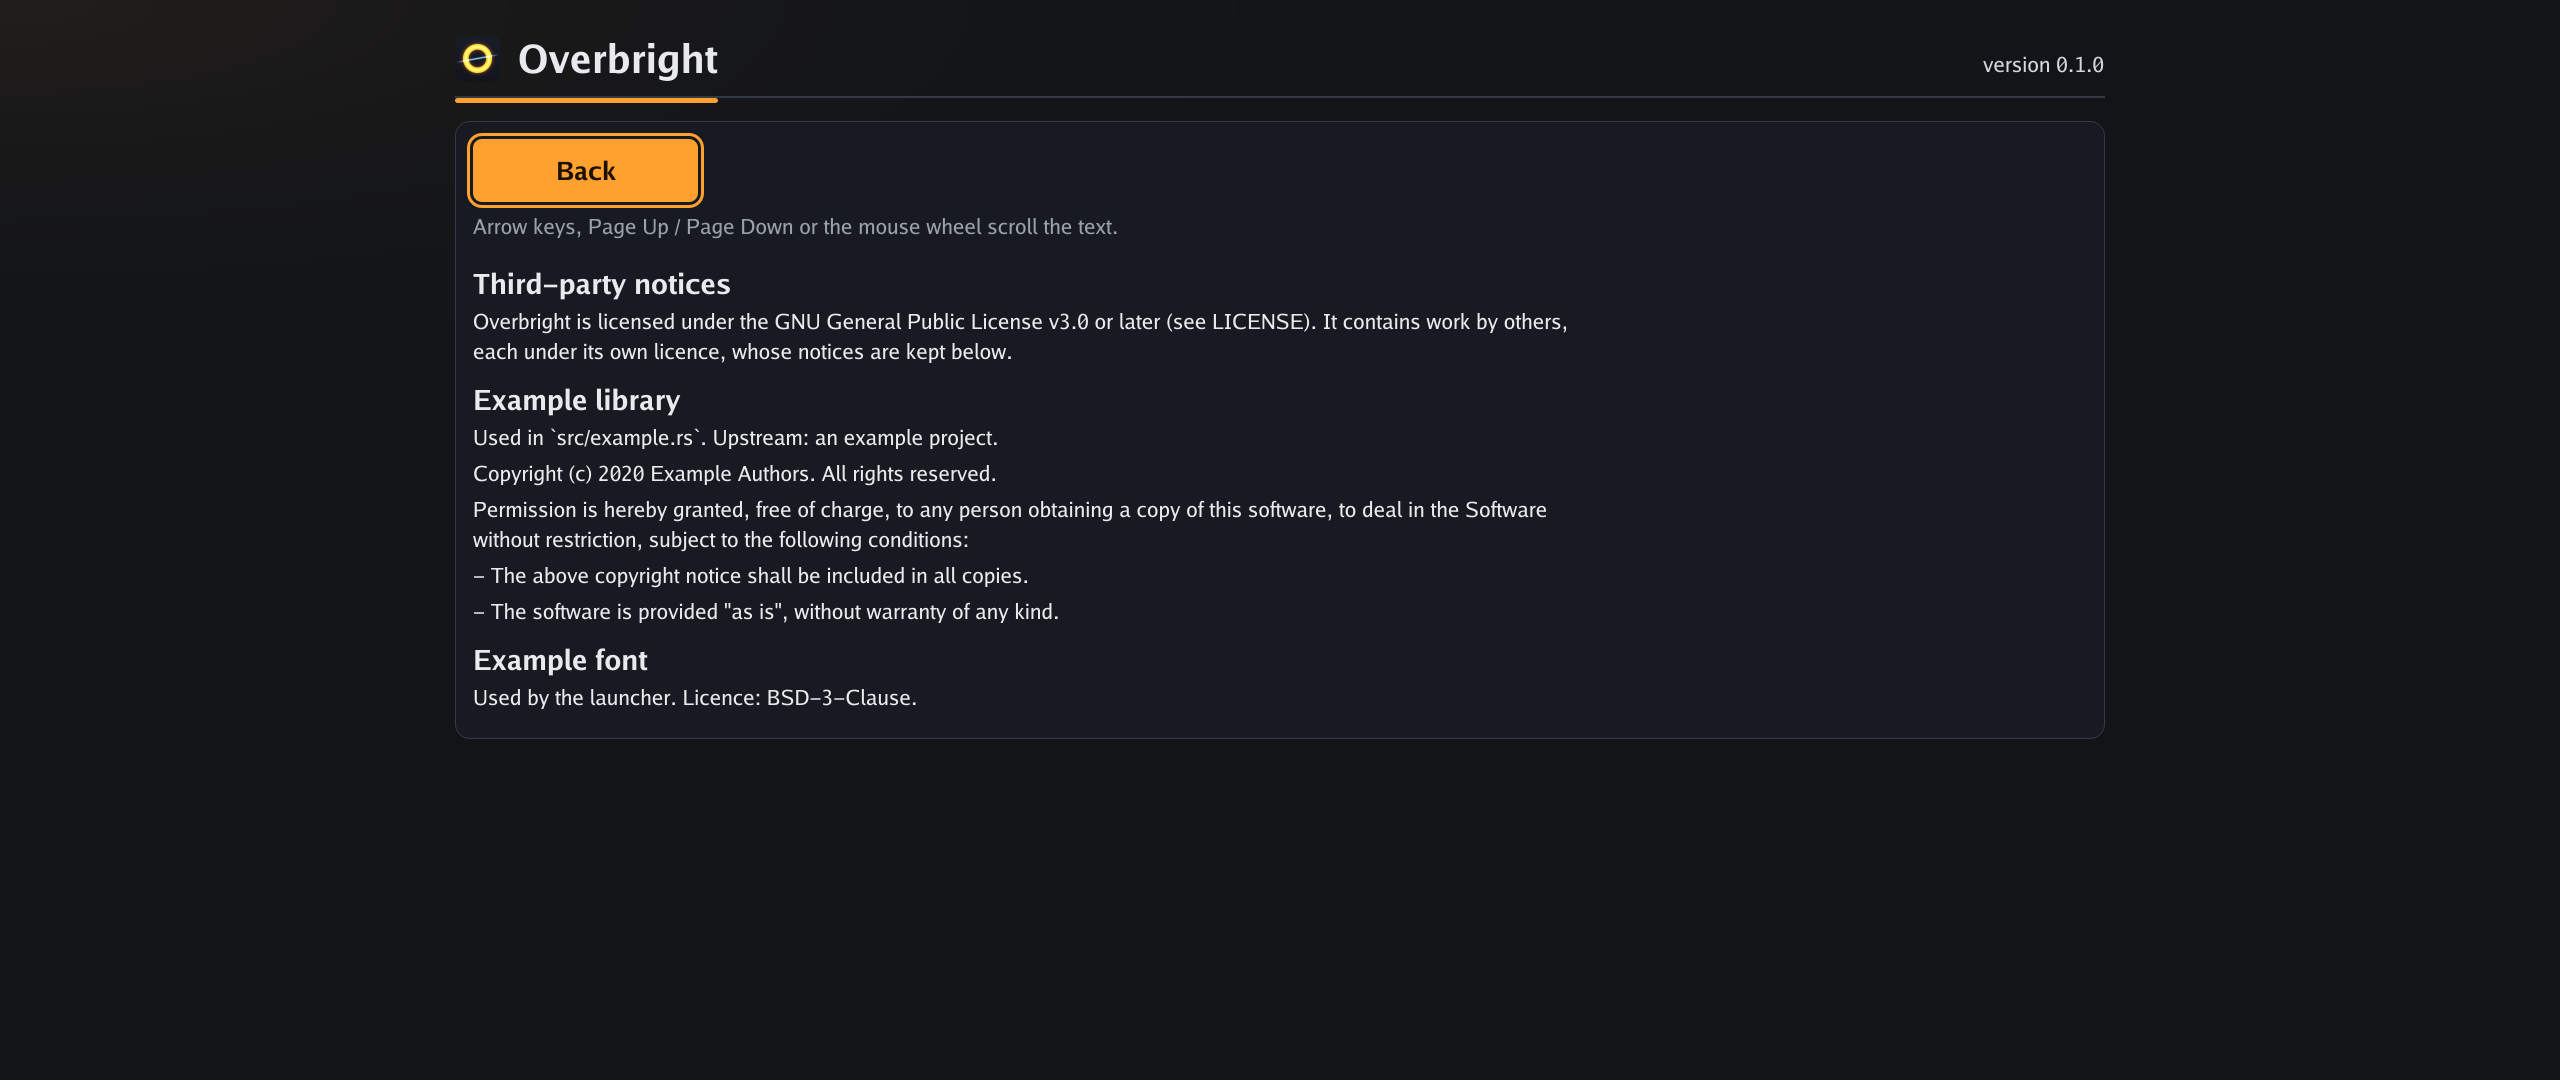 Overbright
version 0.1.0
Back
Arrow keys, Page Up / Page Down or the mouse wheel scroll the text.
Third-party notices
Overbright is licensed under the GNU General Public License v3.0 or later (see LICENSE). It contains work by others,
each under its own licence, whose notices are kept below.
Example library
Used in `src/example.rs`. Upstream: an example project.
Copyright (c) 2020 Example Authors. All rights reserved.
Permission is hereby granted, free of charge, to any person obtaining a copy of this software, to deal in the Software
without restriction, subject to the following conditions:
- The above copyright notice shall be included in all copies.
- The software is provided "as is", without warranty of any kind.
Example font
Used by the launcher. Licence: BSD-3-Clause.